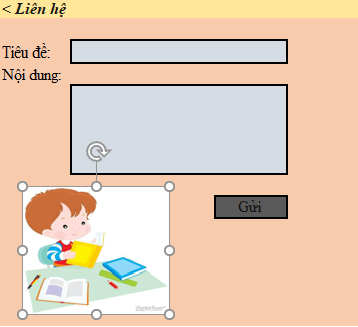 < Liên hệ
Tiêu đề:
Nội dung:
Gửi